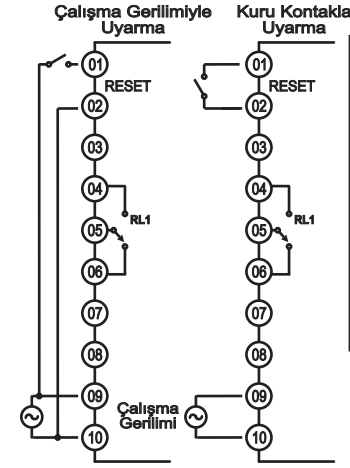 Çalışma Gerilimiyle
Uyarma
01
RESET
02
03
04
RL1
05
06
07
08
09
10
Kuru Kontakla
Uyarma
01
RESET
02
03
04
RL1
05
06
07
08
Çalışma
Gerilimi
09
10